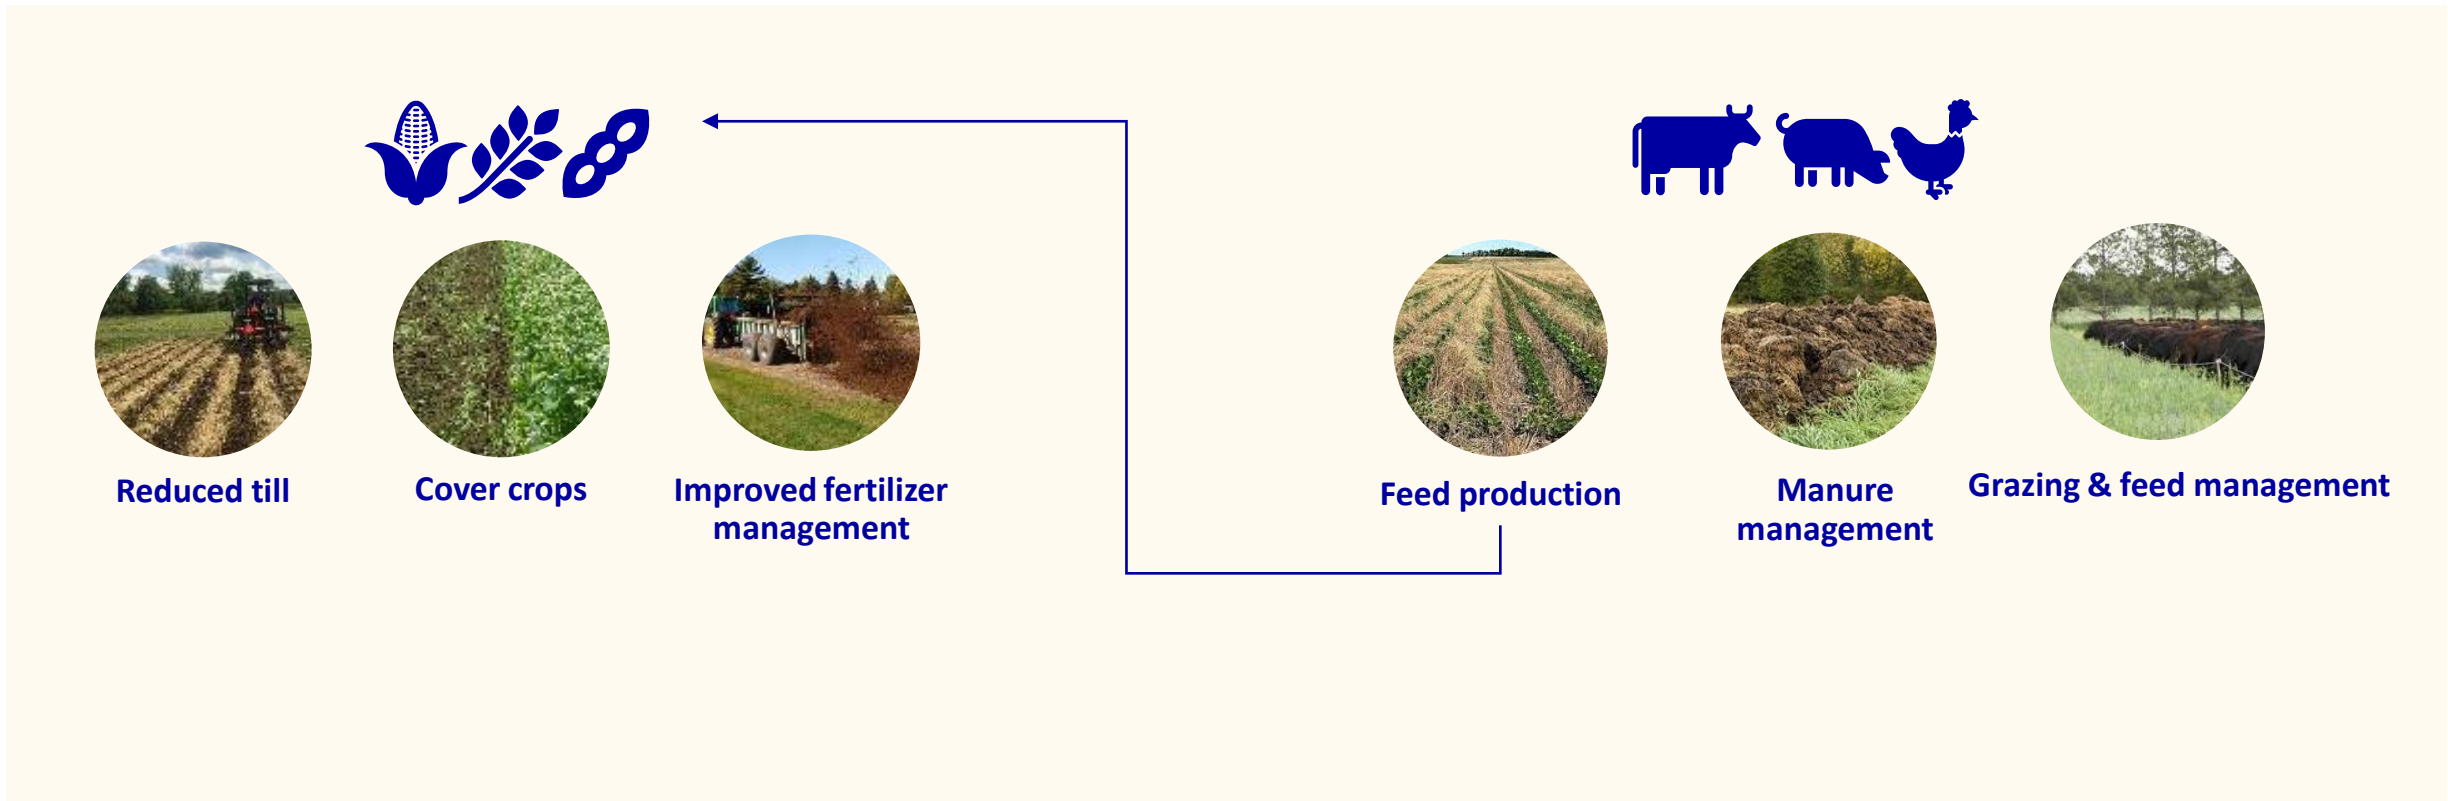 Reduced till
Cover crops
Improved fertilizer
management
Feed production
Manure
management
Grazing & feed management